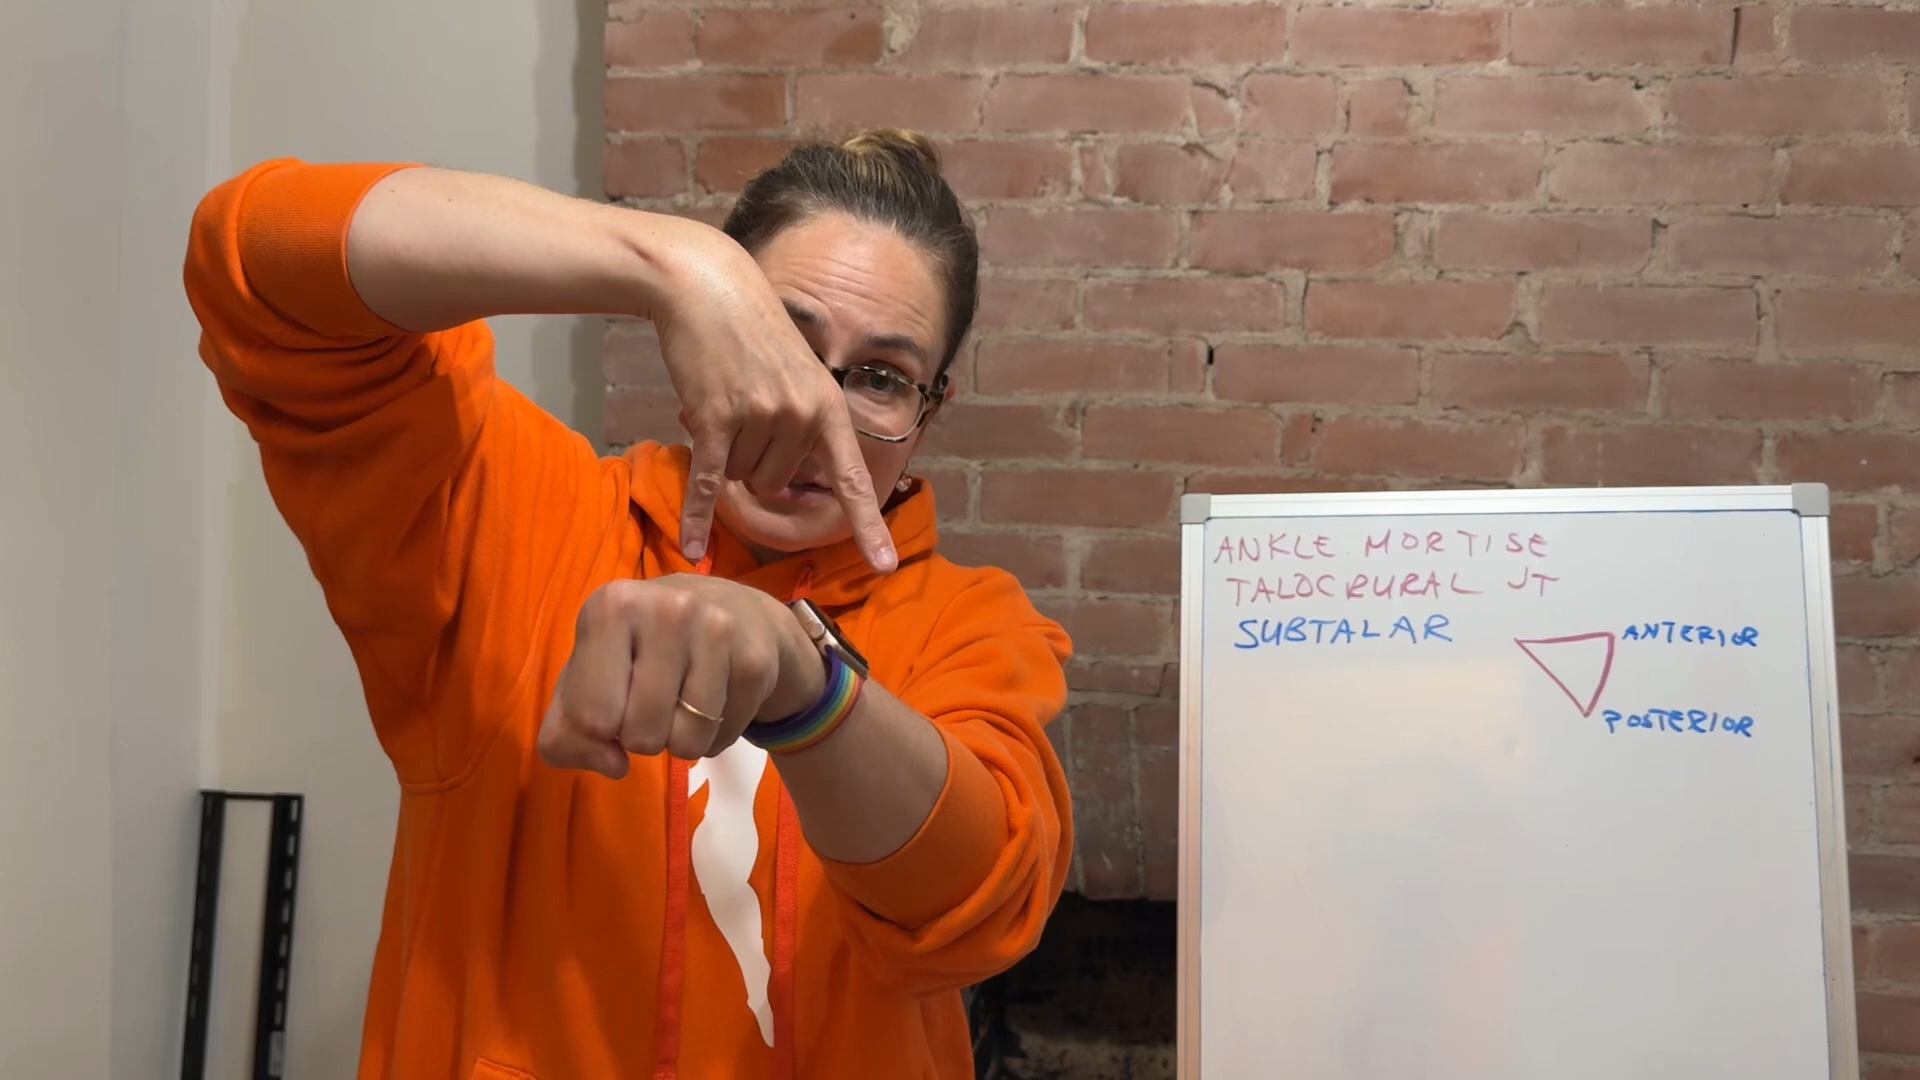 ANKLE MORTISE
TALOCRURAL JT
SUBTALAR
ANTERIOR
POSTERIOR